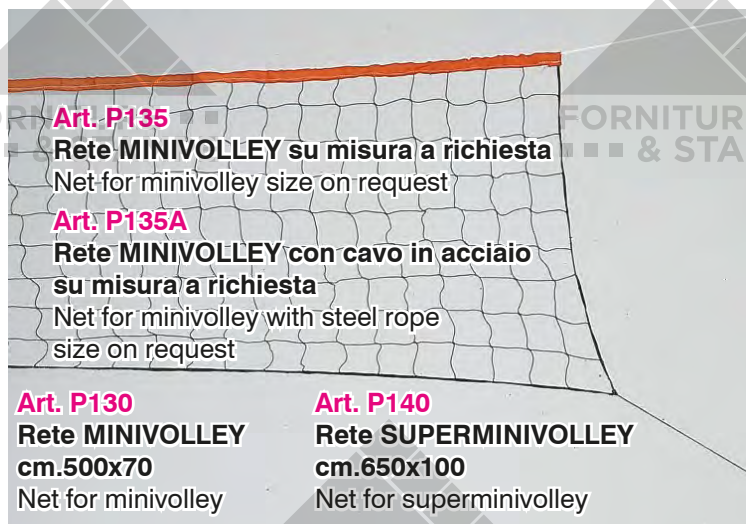 Art. P135
Rete MINIVOLLEY su misura a richiesta
Net for minivolley size on request
Art. P135A
Rete MINIVOLLEY con cavo in acciaio
su misura a richiesta
Net for minivolley with steel rope
size on request
Art. P130
Rete MINIVOLLEY
cm.500x70
Net for minivolley
Art. P140
Rete SUPERMINIVOLLEY
cm.650x100
Net for superminivolley
FORNITUR
& STA